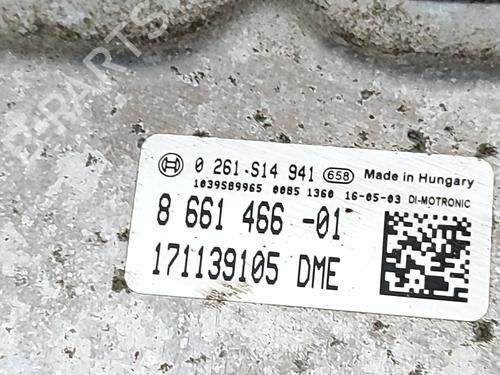 B-PARTS
0 261 S14 941 658 Made in Hungary
1039S89965 0085 1360 16-05-03 DI-MOTRONIC
8 661 466 -01
171139105 DME